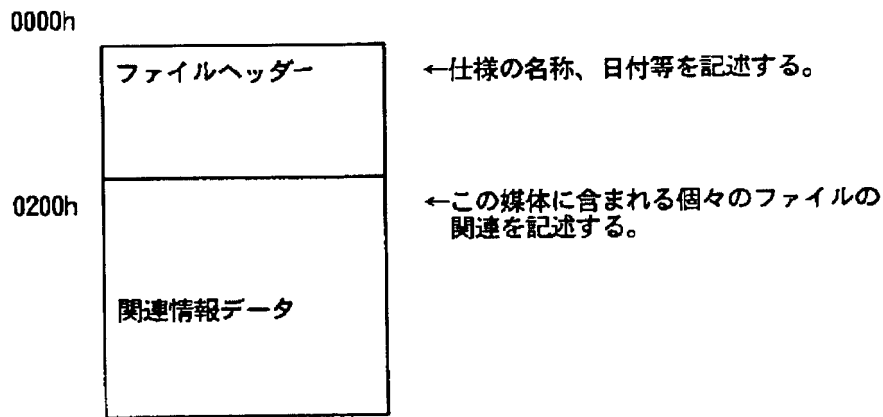 0000h
ファイルヘッダー
←仕様の名称、日付等を記述する。
0200h
←この媒体に含まれる個々のファイルの
関連を記述する。
関連情報データ